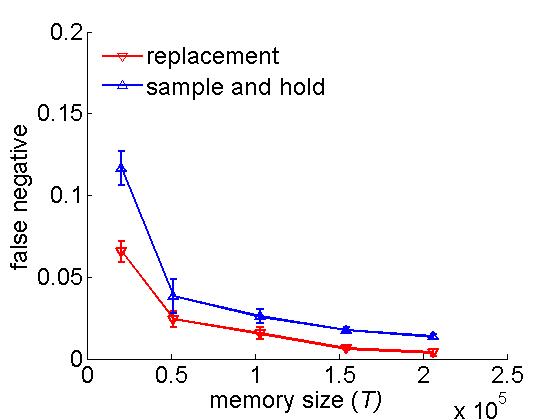 0.2
replacement
sample and hold
0.15
0.1
0.05
0
false negative
0 0.5 1 1.5 2 2.5
memory size (T)
x 10^5